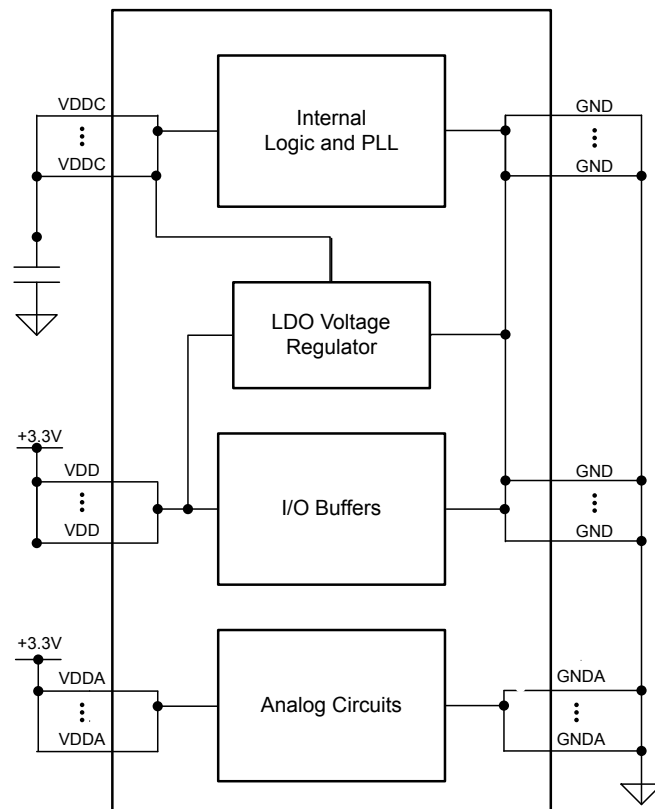 VDDC
Internal
Logic and PLL
GND
VDDC
GND
LDO Voltage
Regulator
+3.3V
VDD
I/O Buffers
GND
VDD
GND
+3.3V
VDDA
Analog Circuits
GNDA
VDDA
GNDA